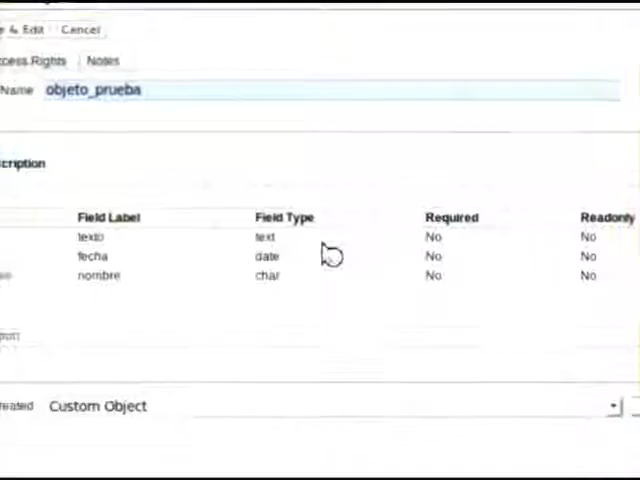 & Edit Cancel
Rights Notes
Name objeto_prueba
Field Label Field Type Required Readonly
texto text No No
fecha date No No
nombre char No No
Custom Object